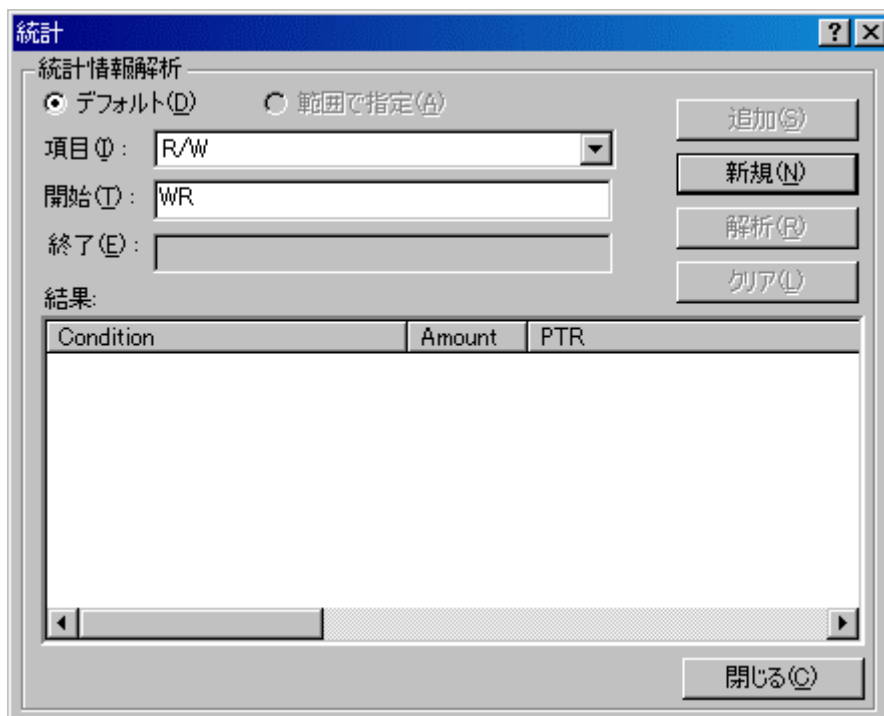 統計
統計情報解析
デフォルト(D) 範囲で指定(A)
追加(S)
項目(I): R/W
新規(N)
開始(T): WR
解析(R)
終了(E):
クリア(L)
結果:
Condition Amount PTR
閉じる(C)